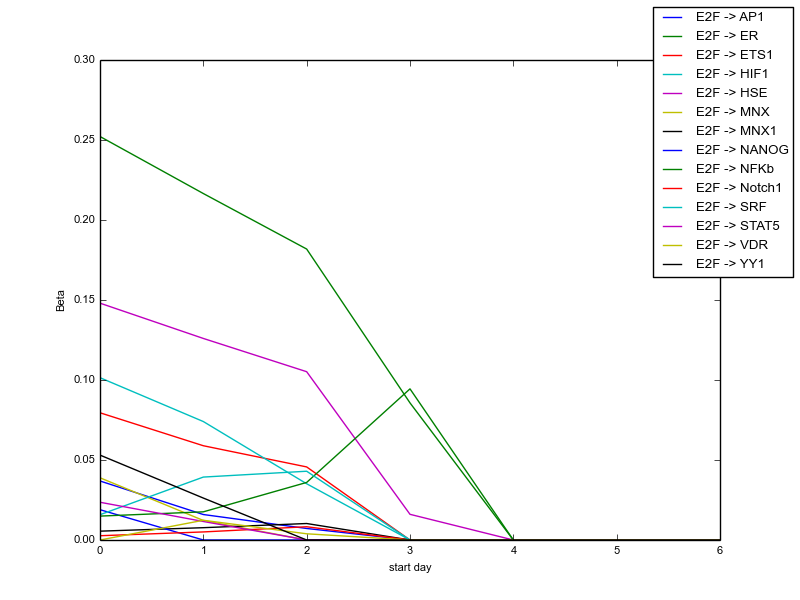 E2F -> AP1
E2F -> ER
E2F -> ETS1
E2F -> HIF1
E2F -> HSE
E2F -> MNX
E2F -> MNX1
E2F -> NANOG
E2F -> NFKb
E2F -> Notch1
E2F -> SRF
E2F -> STAT5
E2F -> VDR
E2F -> YY1
0.30
0.25
0.20
0.15
0.10
0.05
0.00
Beta
0 1 2 3 4 5 6
start day